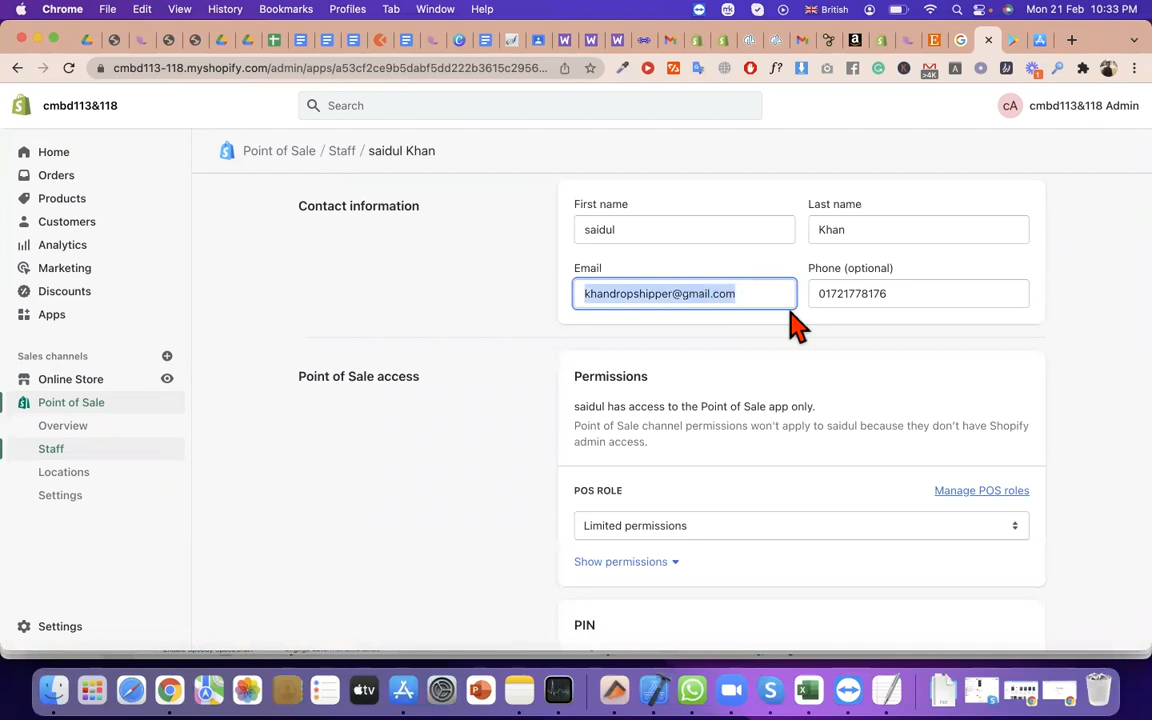 Chrome File Edit View History Bookmarks Profiles Tab Window Help British Mon 21 Feb 10:33 PM
cmbd113-118.myshopify.com/admin/apps/a53cf2ce9b5dabf5dd222b3615c2956...
cmbd113&118 Search cA cmbd113&118 Admin
Home
Orders
Products
Customers
Analytics
Marketing
Discounts
Apps
Sales channels
Online Store
Point of Sale
Overview
Staff
Locations
Settings
Settings
Point of Sale / Staff / saidul Khan
Contact information
First name Last name
saidul Khan
Email Phone (optional)
khandropshipper@gmail.com 01721778176
Point of Sale access
Permissions
saidul has access to the Point of Sale app only.
Point of Sale channel permissions won't apply to saidul because they don't have Shopify
admin access.
POS ROLE Manage POS roles
Limited permissions
Show permissions
PIN